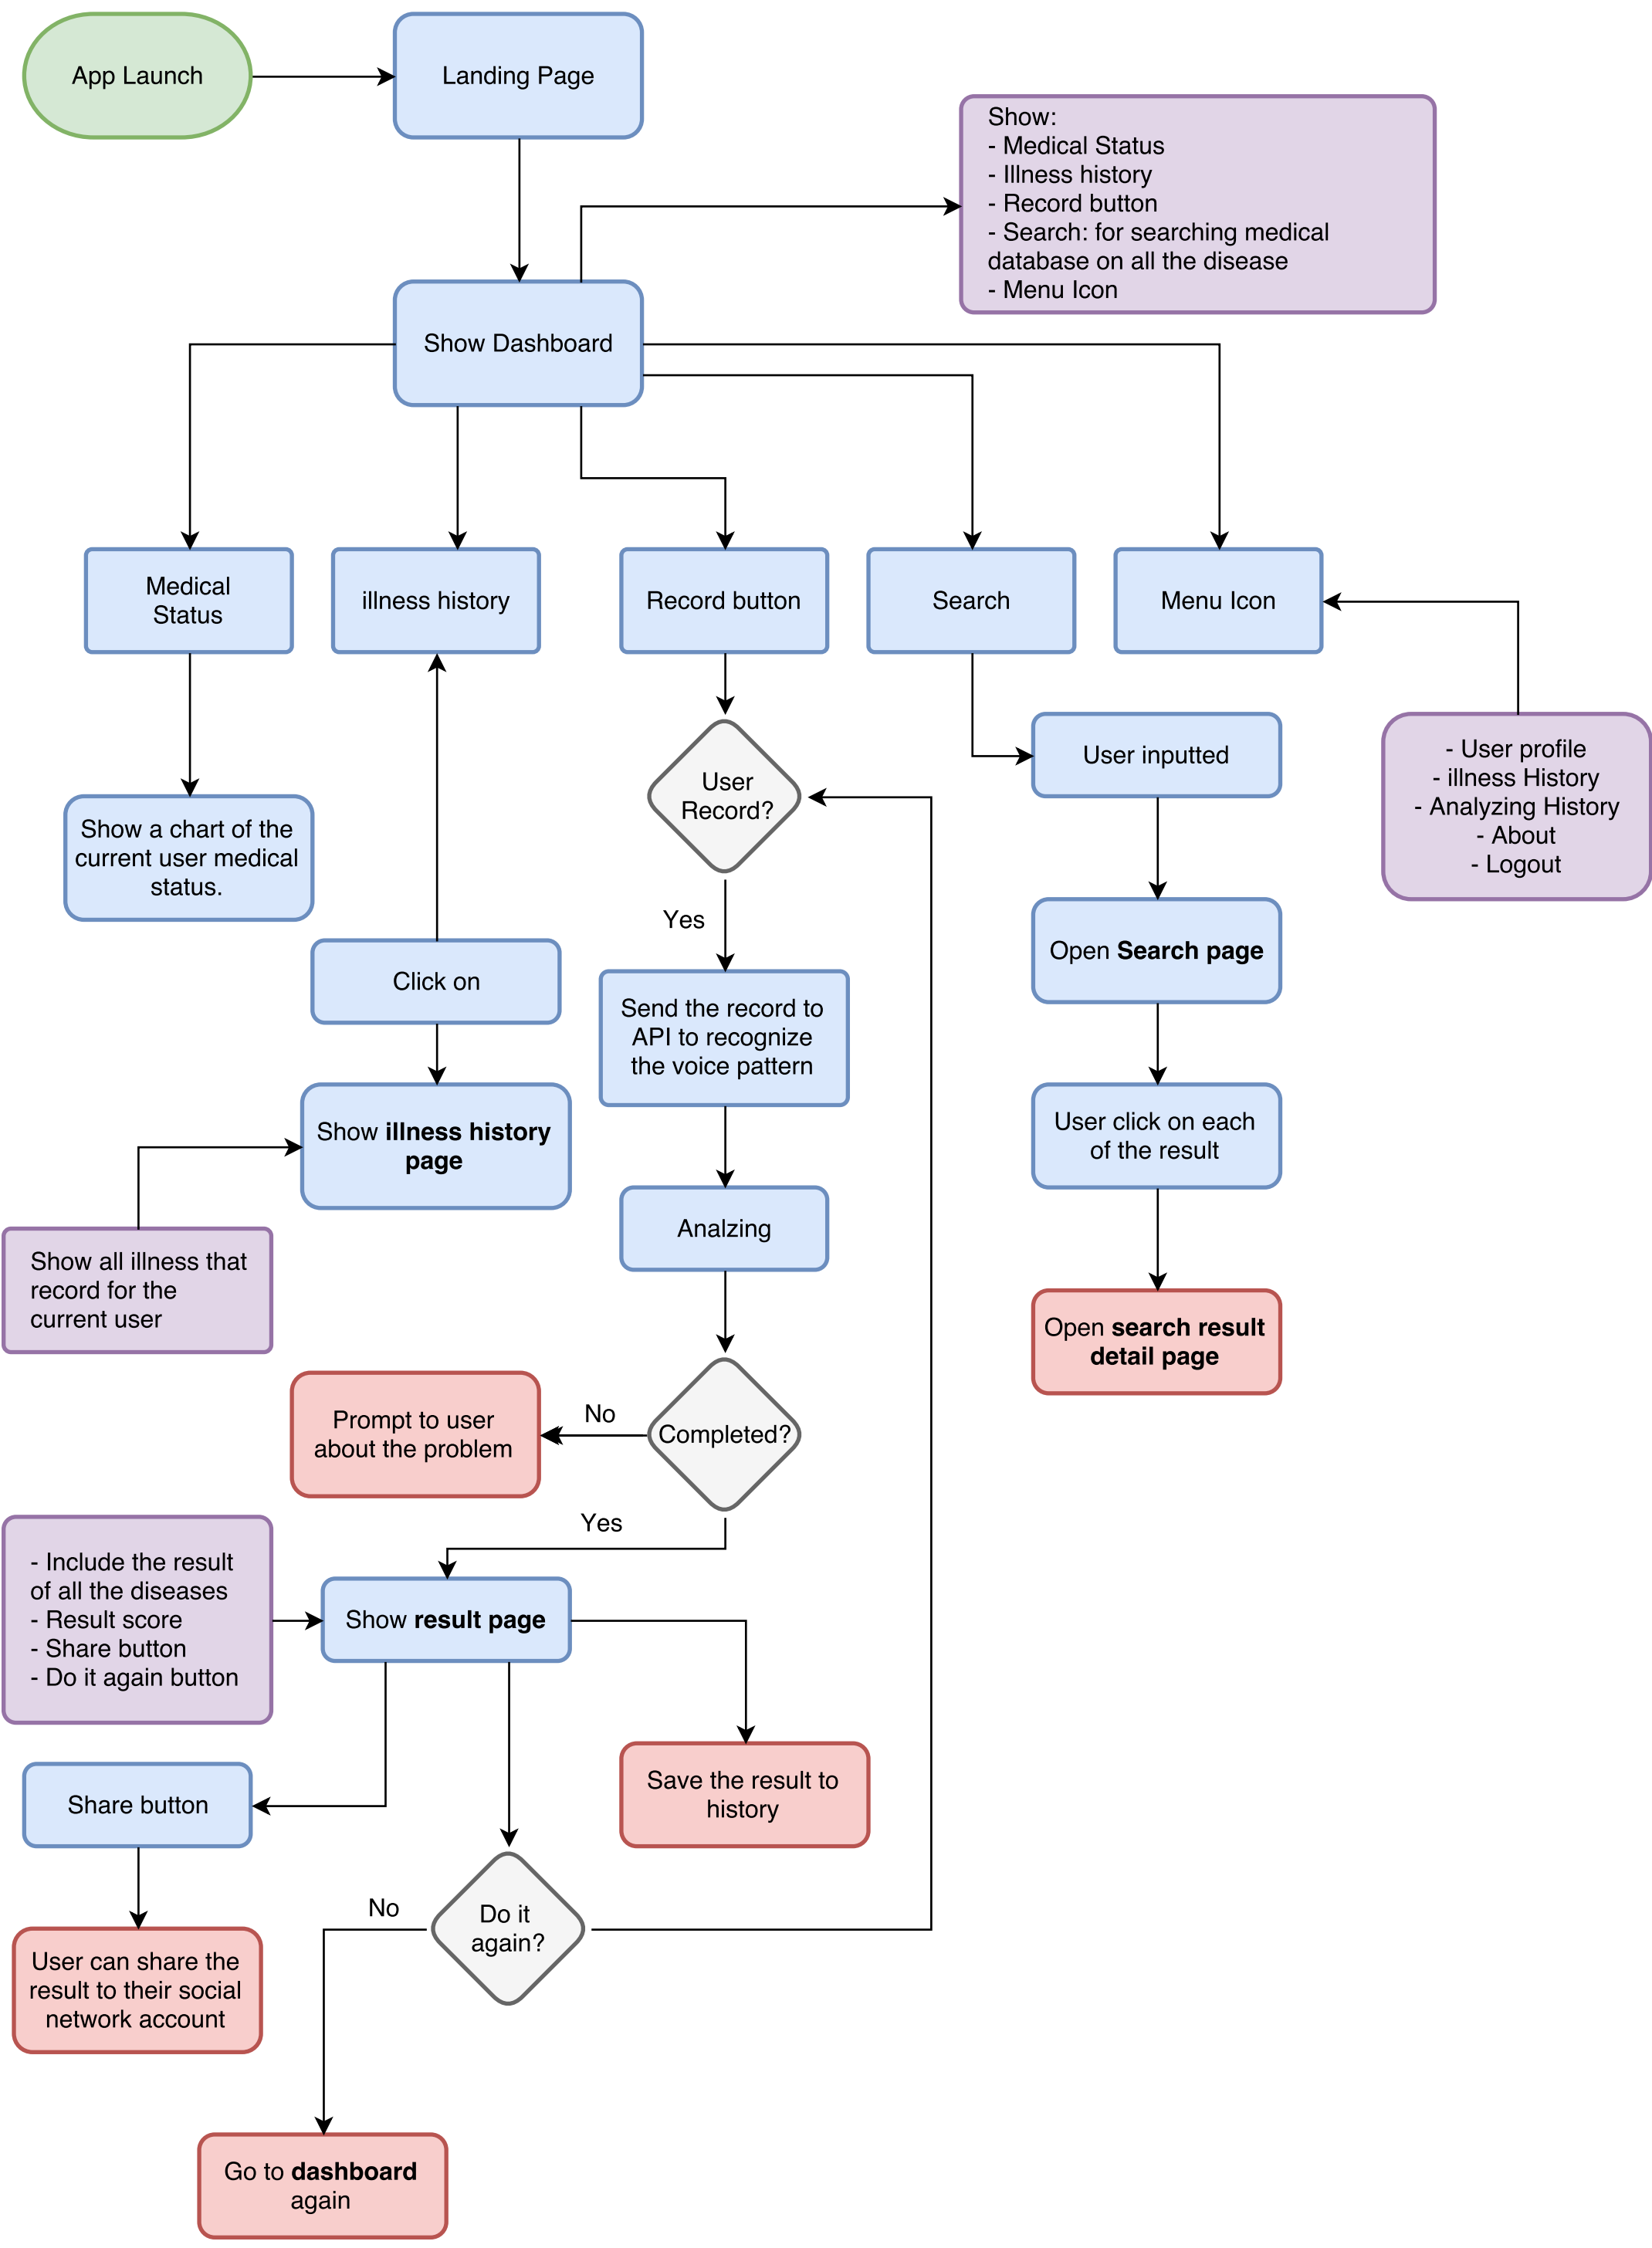 App Launch
Landing Page
Show:
- Medical Status
- Illness history
- Record button
- Search: for searching medical
database on all the disease
- Menu Icon
Show Dashboard
Medical
Status
illness history
Record button
Search
Menu Icon
User inputted
- User profile
- illness History
- Analyzing History
- About
- Logout
User
Record?
Show a chart of the
current user medical
status.
Yes
Click on
Open Search page
Send the record to
API to recognize
the voice pattern
Show illness history
page
User click on each
of the result
Analzing
Show all illness that
record for the
current user
Open search result
detail page
Prompt to user
about the problem
No
Completed?
Yes
- Include the result
of all the diseases
- Result score
- Share button
- Do it again button
Show result page
Save the result to
history
Share button
No
Do it
again?
User can share the
result to their social
network account
Go to dashboard
again